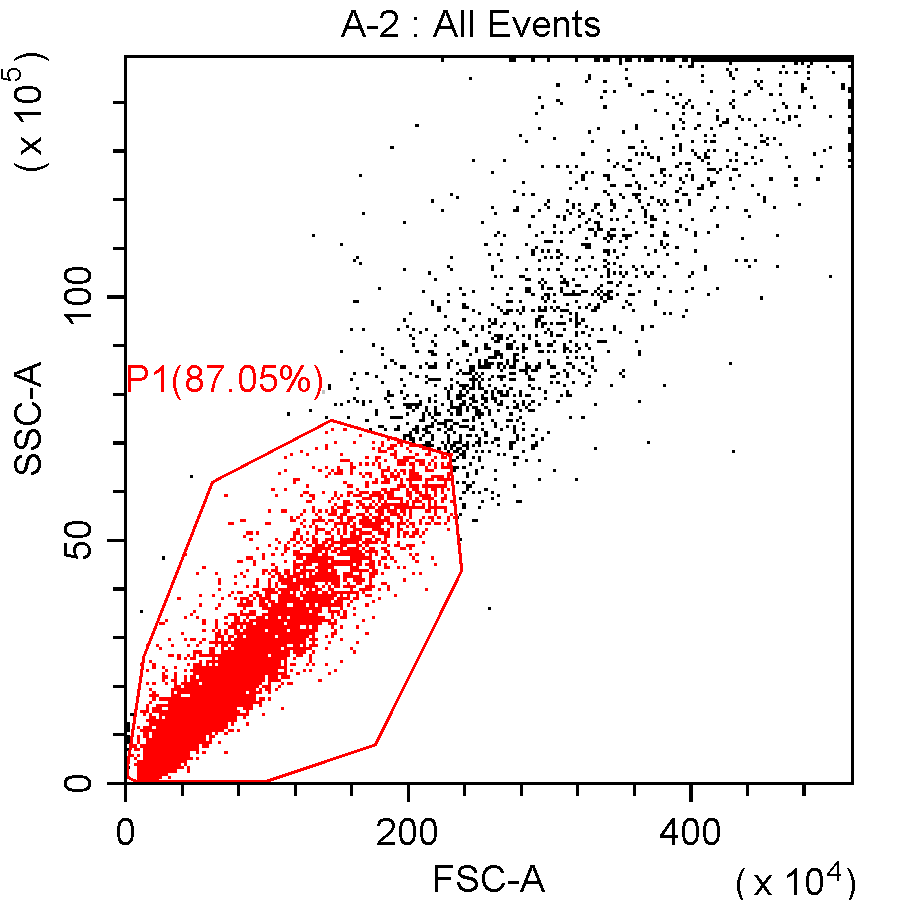 A-2 : All Events
(x 10^5)
100
P1(87.05%)
SSC-A
50
0
0 200 400
FSC-A
(x 10^4)